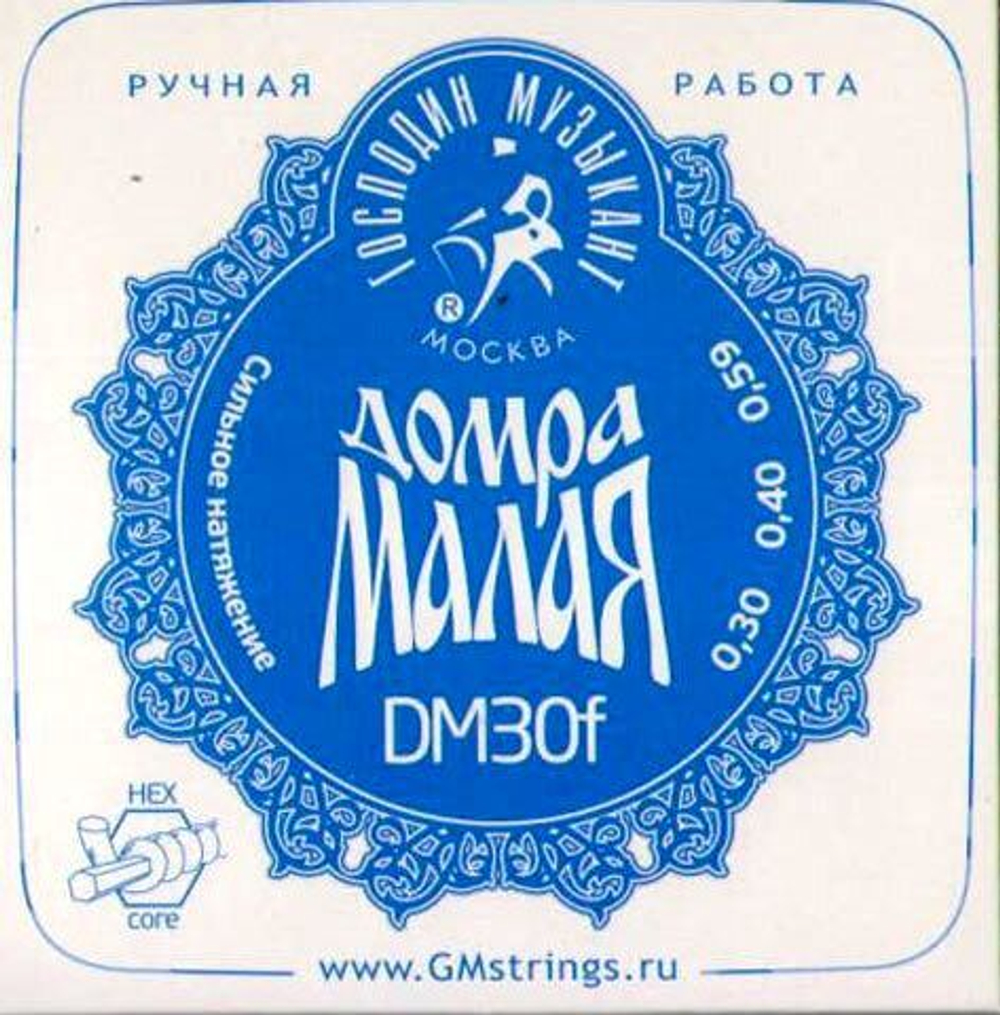 РУЧНАЯ РАБОТА
ГОСПОДИН МУЗЫКАНТ
®
МОСКВА
Сильное натяжение
0,30 0,40 0,59
ДОМРА
МАЛАЯ
DM30f
HEX
core
www.GMstrings.ru